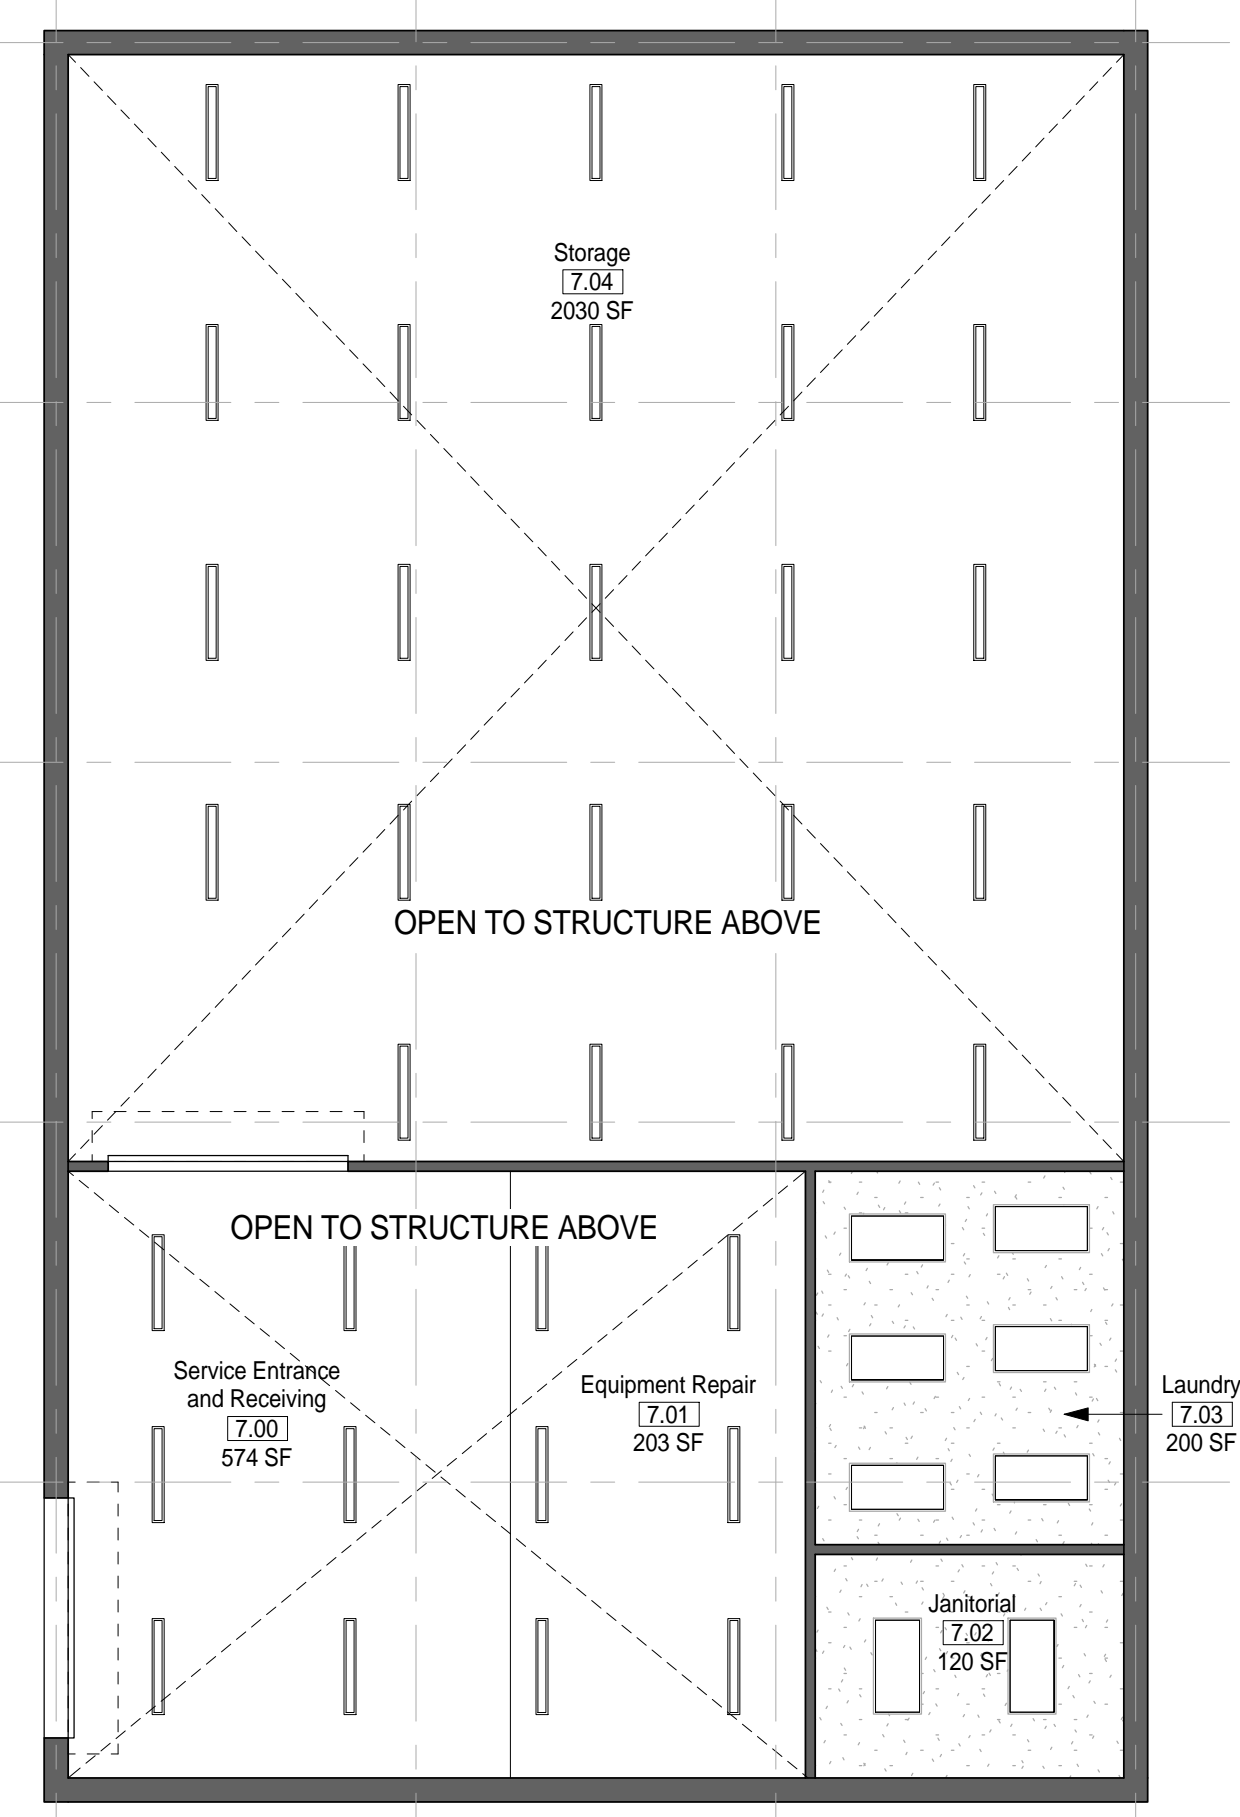 Storage
7.04
2030 SF
OPEN TO STRUCTURE ABOVE
OPEN TO STRUCTURE ABOVE
Service Entrance
and Receiving
7.00
574 SF
Equipment Repair
7.01
203 SF
Laundry
7.03
200 SF
Janitorial
7.02
120 SF